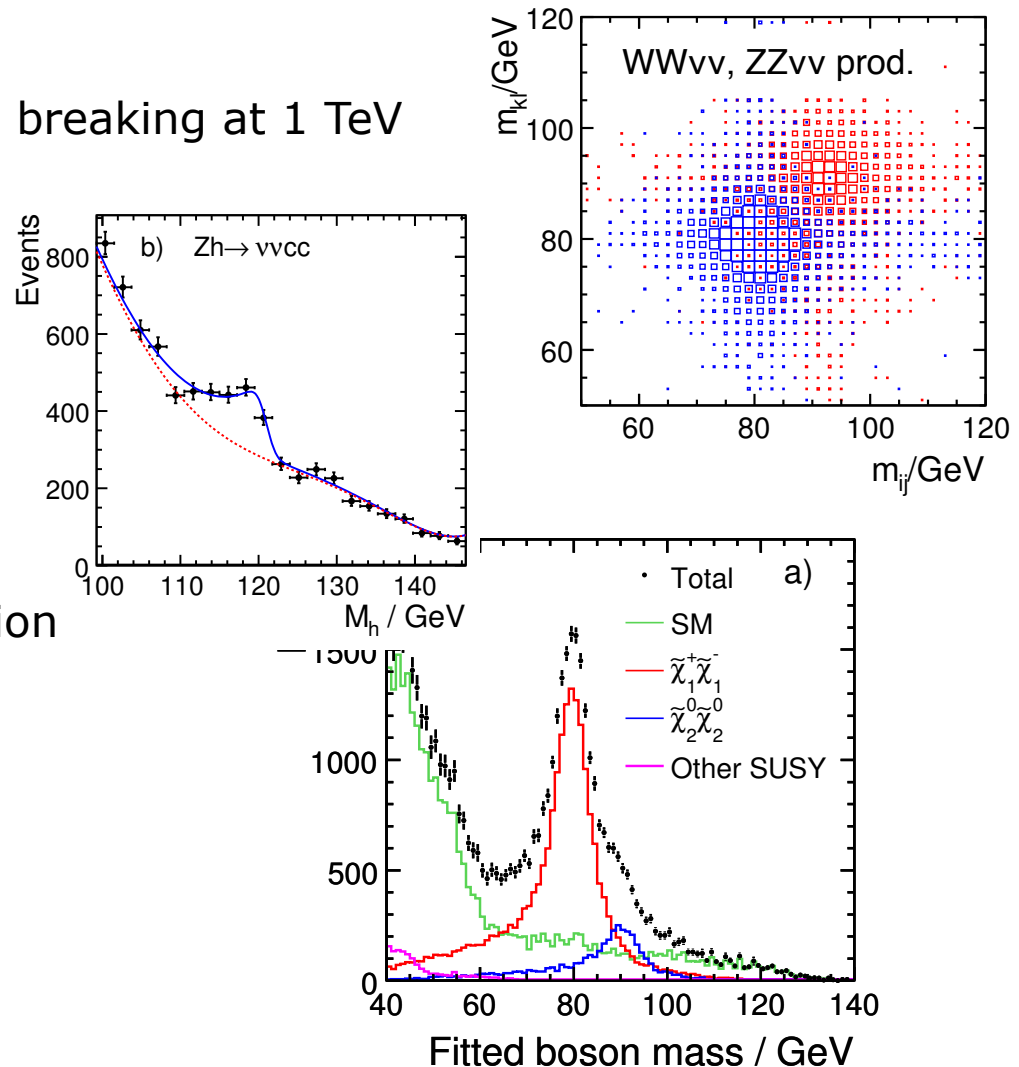 breaking at 1 TeV
WWνν, ZZνν prod.
m_kl/GeV
120
100
80
60
60 80 100 120
m_ij/GeV
b) Zh→ ννcc
Events
800
600
400
200
0
100 110 120 130 140
M_h / GeV
ion
a)
Total
SM
χ̃₁⁺χ̃₁⁻
χ̃₂⁰χ̃₂⁰
Other SUSY
1500
1000
500
0
40 60 80 100 120 140
Fitted boson mass / GeV